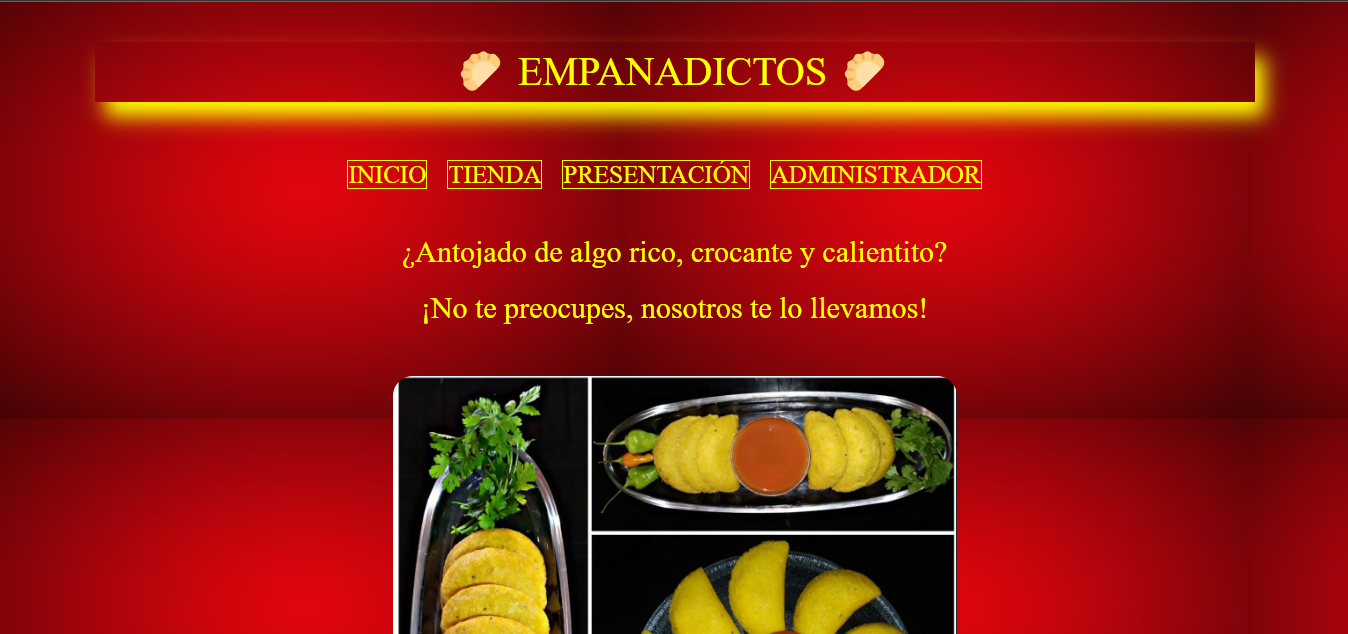 🥟 EMPANADICTOS 🥟
INICIO TIENDA PRESENTACIÓN ADMINISTRADOR
¿Antojado de algo rico, crocante y calientito?
¡No te preocupes, nosotros te lo llevamos!